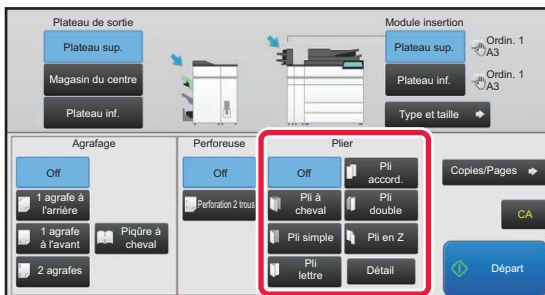 Plateau de sortie
Plateau sup.
Magasin du centre
Plateau inf.
Module insertion
Plateau sup.
Ordin. 1
A3
Plateau inf.
Ordin. 1
A3
Type et taille
Agrafage
Off
1 agrafe à
l'arrière
1 agrafe
à l'avant
Piqûre à
cheval
2 agrafes
Perforeuse
Off
Perforation 2 trous
Plier
Off
Pli
accord.
Pli à
cheval
Pli
double
Pli simple
Pli en Z
Pli
lettre
Détail
Copies/Pages
CA
Départ